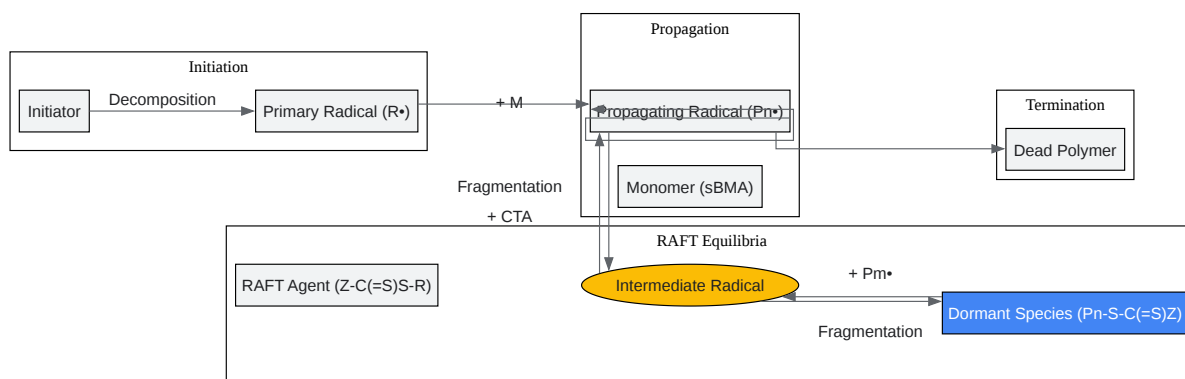 Propagation
Initiation
Termination
Initiator
Decomposition
Primary Radical (R•)
+ M
Propagating Radical (Pn•)
Dead Polymer
Monomer (sBMA)
Fragmentation
+ CTA
RAFT Equilibria
RAFT Agent (Z-C(=S)S-R)
Intermediate Radical
+ Pm•
Dormant Species (Pn-S-C(=S)Z)
Fragmentation